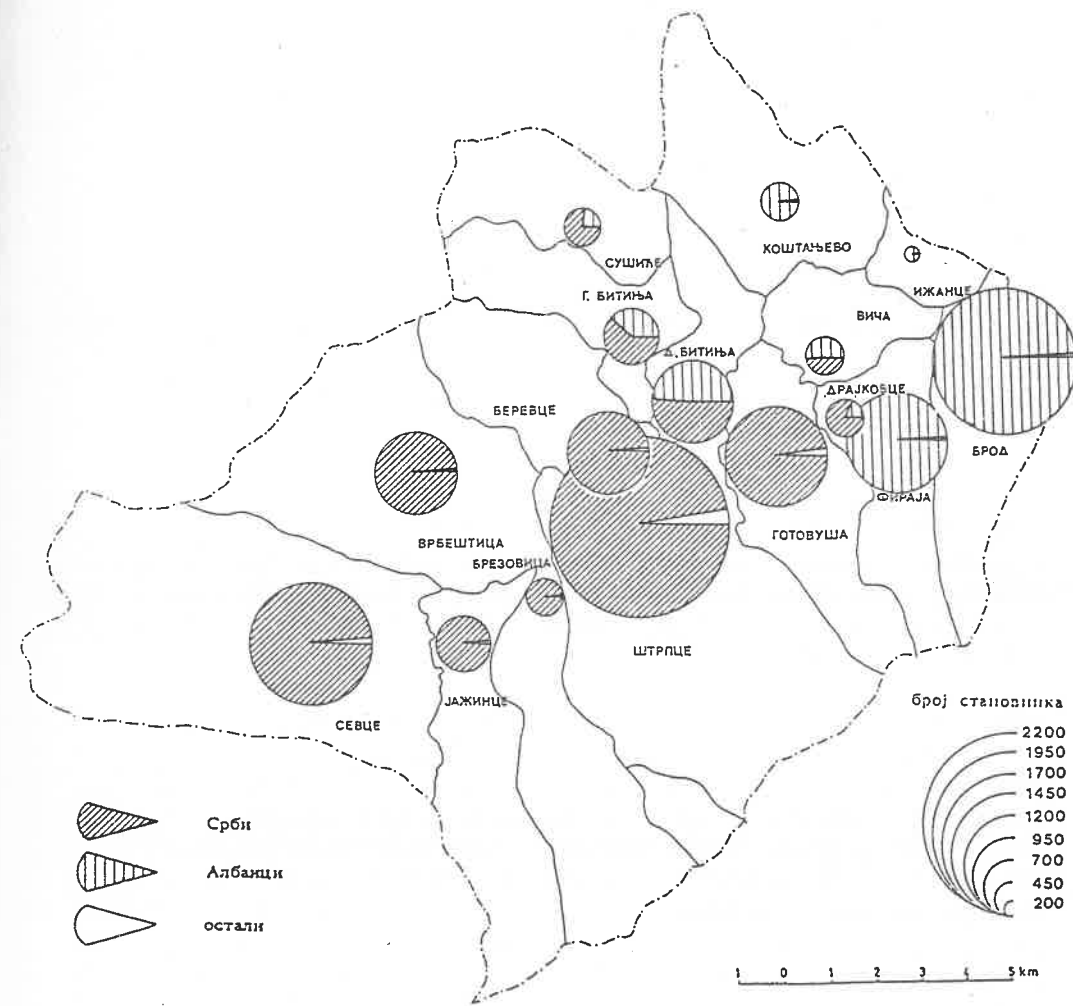 КОШТАЊЕВО
СУШИЋЕ
ИЖАНЦЕ
Г. БИТИЊА
ВИЧА
Д. БИТИЊА
ДРАЈКОВЦЕ
БЕРЕВЦЕ
БРОД
ФИРАЈА
ГОТОВУША
ВРБЕШТИЦА
БРЕЗОВИЦА
ШТРПЦЕ
ЈАЖИНЦЕ
СЕВЦЕ
број становника
2200
1950
1700
1450
1200
950
700
450
200
Срби
Албанци
остали
1 0 1 2 3 4 5 km